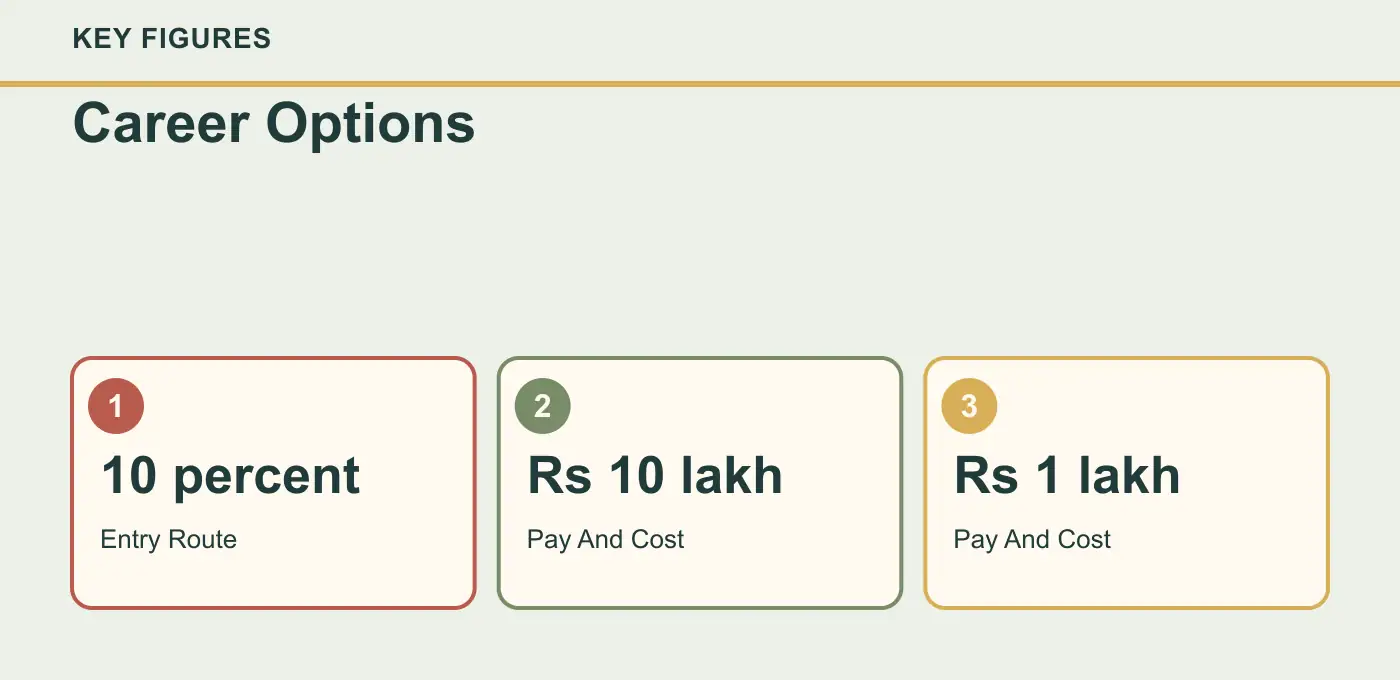 KEY FIGURES
Career Options
1
10 percent
Entry Route
2
Rs 10 lakh
Pay And Cost
3
Rs 1 lakh
Pay And Cost